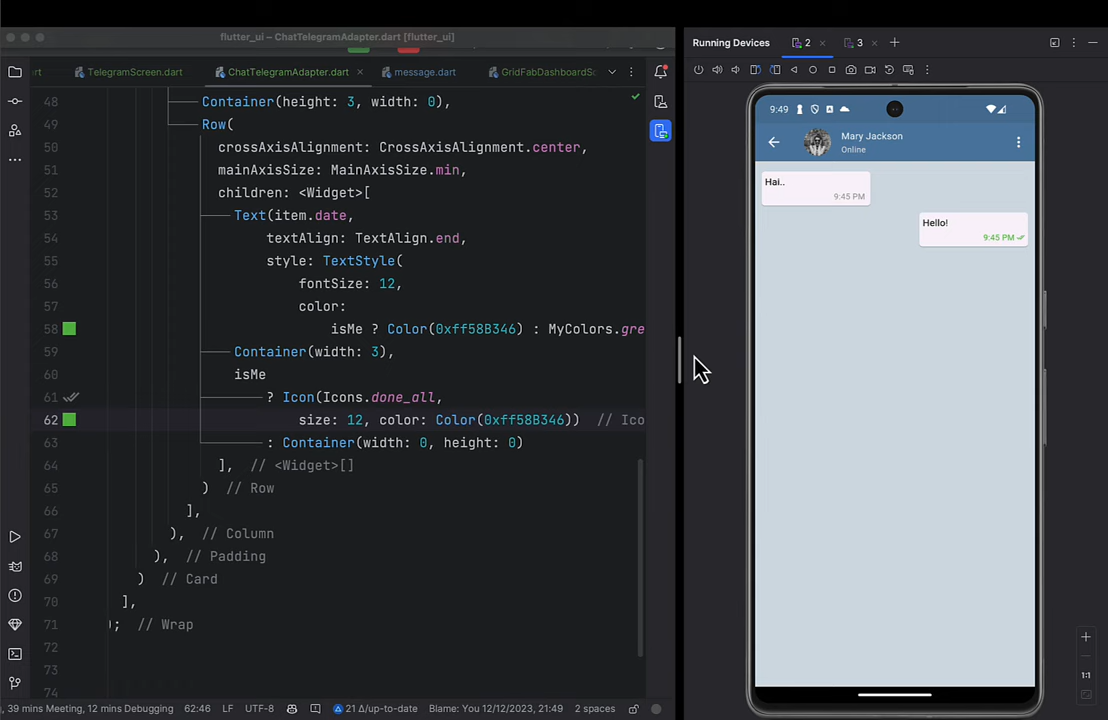 flutter_ui – ChatTelegramAdapter.dart [flutter_ui]
rt TelegramScreen.dart ChatTelegramAdapter.dart message.dart GridFabDashboardSc
48 Container(height: 3, width: 0),
49 Row(
50 crossAxisAlignment: CrossAxisAlignment.center,
51 mainAxisSize: MainAxisSize.min,
52 children: <Widget>[
53 Text(item.date,
54 textAlign: TextAlign.end,
55 style: TextStyle(
56 fontSize: 12,
57 color:
58 isMe ? Color(0xff58B346) : MyColors.gre
59 Container(width: 3),
60 isMe
61 ? Icon(Icons.done_all,
62 size: 12, color: Color(0xff58B346)) // Ico
63 : Container(width: 0, height: 0)
64 ], // <Widget>[]
65 ) // Row
66 ],
67 ), // Column
68 ), // Padding
69 ) // Card
70 ],
71 ); // Wrap
72
73
74
, 39 mins Meeting, 12 mins Debugging 62:46 LF UTF-8 21 Δ/up-to-date Blame: You 12/12/2023, 21:49 2 spaces
Running Devices 2 3
9:49
Mary Jackson
Online
Hai..
9:45 PM
Hello!
9:45 PM
1:1